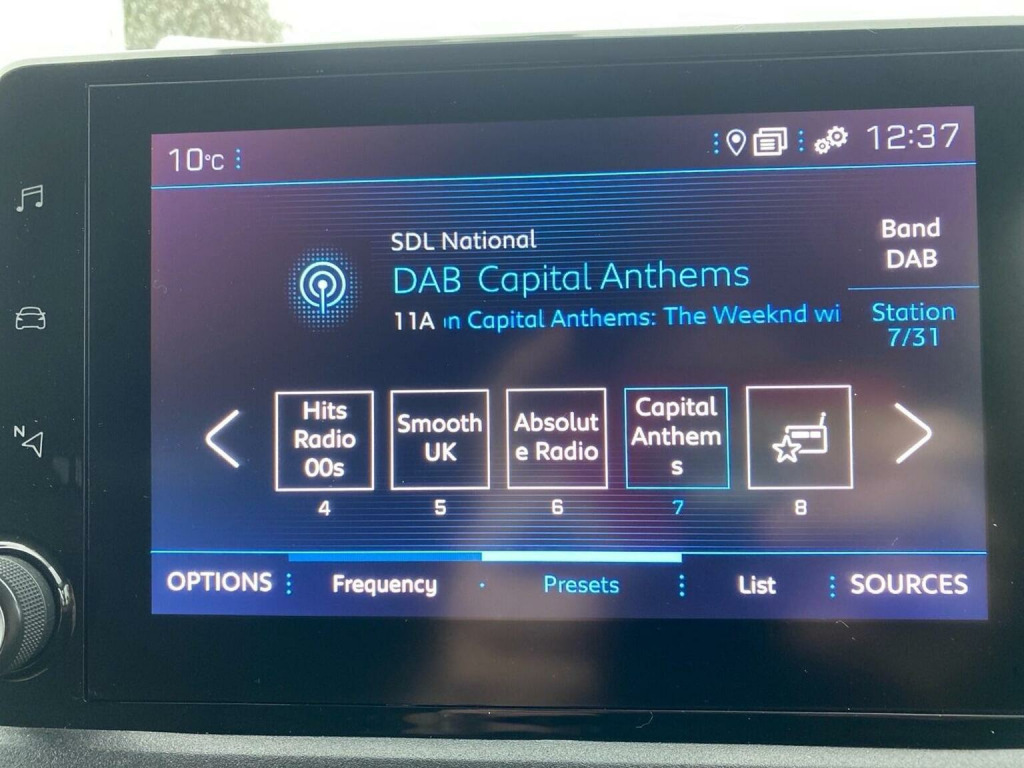 10°C
12:37
SDL National
DAB Capital Anthems
11A in Capital Anthems: The Weeknd wi
Band
DAB
Station
7/31
Hits
Radio
00s
Smooth
UK
Absolut
e Radio
Capital
Anthem
s
4
5
6
7
8
OPTIONS
Frequency
Presets
List
SOURCES
N